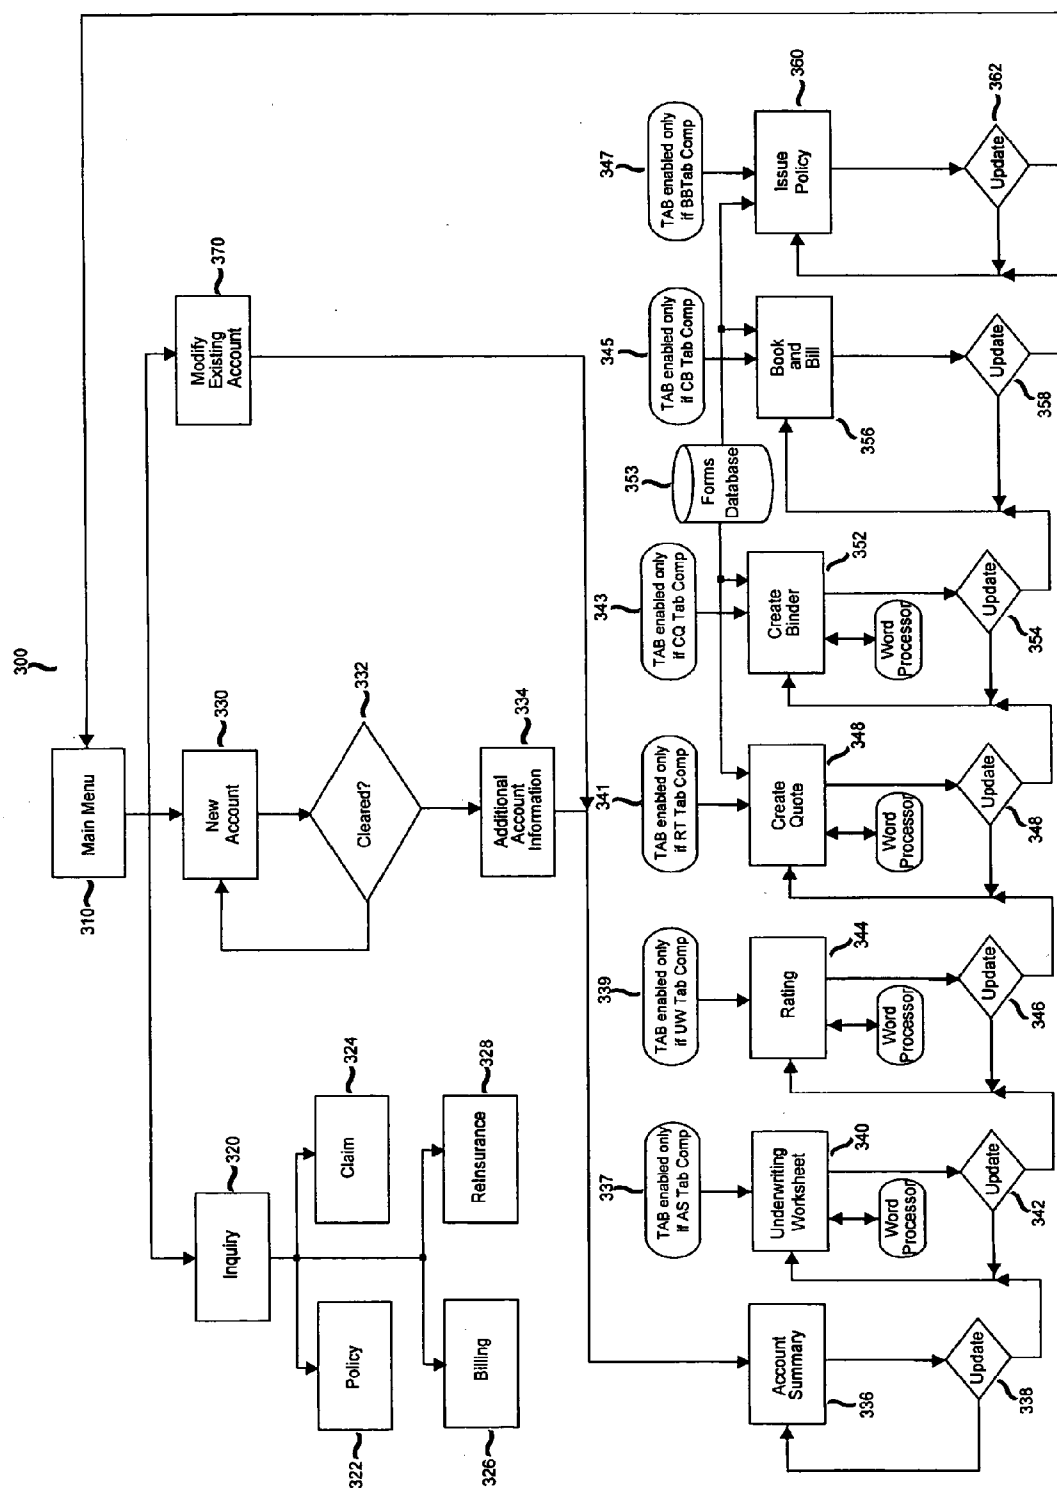 300
310
Main Menu
320
Inquiry
330
New
Account
370
Modify
Existing
Account
322
Policy
324
Claim
326
Billing
328
ReInsurance
332
Cleared?
334
Additional
Account
Information
337
TAB enabled only
if AS Tab Comp
339
TAB enabled only
if UW Tab Comp
341
TAB enabled only
if RT Tab Comp
343
TAB enabled only
if CQ Tab Comp
353
Forms
Database
345
TAB enabled only
if CB Tab Comp
347
TAB enabled only
if BBTab Comp
336
Account
Summary
340
Underwriting
Worksheet
344
Rating
348
Create
Quote
352
Create
Binder
356
Book
and
Bill
360
Issue
Policy
Word
Processor
Word
Processor
Word
Processor
Word
Processor
338
Update
342
Update
346
Update
348
Update
354
Update
358
Update
362
Update